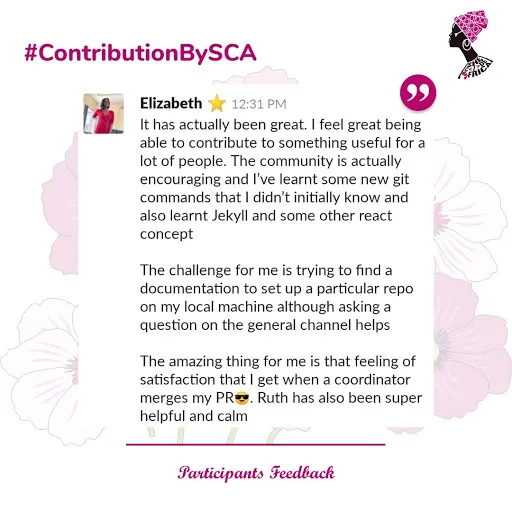 #ContributionBySCA
Elizabeth ⭐ 12:31 PM
It has actually been great. I feel great being
able to contribute to something useful for a
lot of people. The community is actually
encouraging and I've learnt some new git
commands that I didn't initially know and
also learnt Jekyll and some other react
concept
The challenge for me is trying to find a
documentation to set up a particular repo
on my local machine although asking a
question on the general channel helps
The amazing thing for me is that feeling of
satisfaction that I get when a coordinator
merges my PR😎. Ruth has also been super
helpful and calm
Participants Feedback